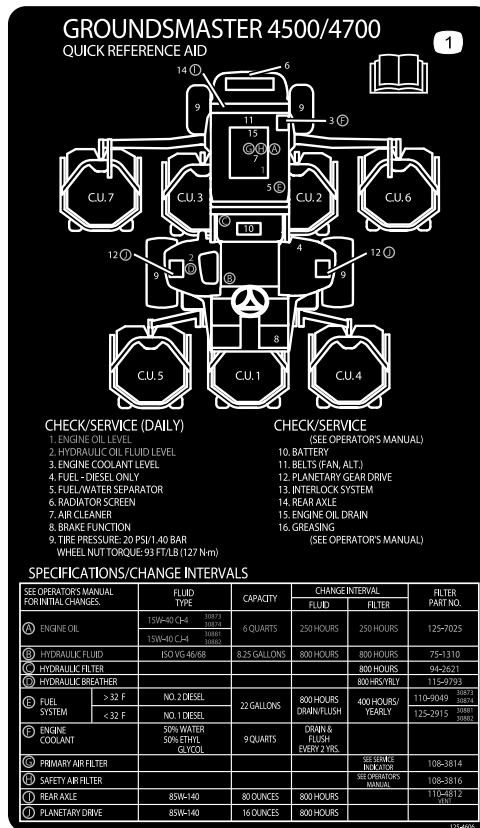 GROUNDSMASTER 4500/4700
QUICK REFERENCE AID
1
14 I
6
9
9
11
3 F
15
G H A
7
1
5 E
C.U. 7
C.U. 3
C.U. 2
C.U. 6
C
10
12 J
2
D
B
4
12 J
9
9
8
C.U. 5
C.U. 1
C.U. 4
CHECK/SERVICE (DAILY)
1. ENGINE OIL LEVEL
2. HYDRAULIC OIL FLUID LEVEL
3. ENGINE COOLANT LEVEL
4. FUEL - DIESEL ONLY
5. FUEL/WATER SEPARATOR
6. RADIATOR SCREEN
7. AIR CLEANER
8. BRAKE FUNCTION
9. TIRE PRESSURE: 20 PSI/1.40 BAR
WHEEL NUT TORQUE: 93 FT/LB (127 N·m)
CHECK/SERVICE
(SEE OPERATOR'S MANUAL)
10. BATTERY
11. BELTS (FAN, ALT.)
12. PLANETARY GEAR DRIVE
13. INTERLOCK SYSTEM
14. REAR AXLE
15. ENGINE OIL DRAIN
16. GREASING
(SEE OPERATOR'S MANUAL)
SPECIFICATIONS/CHANGE INTERVALS
SEE OPERATOR'S MANUAL FOR INITIAL CHANGES. FLUID TYPE CAPACITY CHANGE INTERVAL FLUID FILTER FILTER PART NO.
A ENGINE OIL 15W-40 CI-4 30873 30874 15W-40 CJ-4 30881 30882 6 QUARTS 250 HOURS 250 HOURS 125-7025
B HYDRAULIC FLUID ISO VG 46/68 8.25 GALLONS 800 HOURS 800 HOURS 75-1310
C HYDRAULIC FILTER 800 HOURS 94-2621
D HYDRAULIC BREATHER 800 HRS/YRLY 115-9793
E FUEL SYSTEM > 32 F NO. 2 DIESEL 22 GALLONS 800 HOURS DRAIN/FLUSH 400 HOURS/ YEARLY 110-9049 30873 30874
< 32 F NO. 1 DIESEL 125-2915 30881 30882
F ENGINE COOLANT 50% WATER 50% ETHYL GLYCOL 9 QUARTS DRAIN & FLUSH EVERY 2 YRS.
G PRIMARY AIR FILTER SEE SERVICE INDICATOR 108-3814
H SAFETY AIR FILTER SEE OPERATOR'S MANUAL 108-3816
I REAR AXLE 85W-140 80 OUNCES 800 HOURS 110-4812 VENT
J PLANETARY DRIVE 85W-140 16 OUNCES 800 HOURS
125-4606